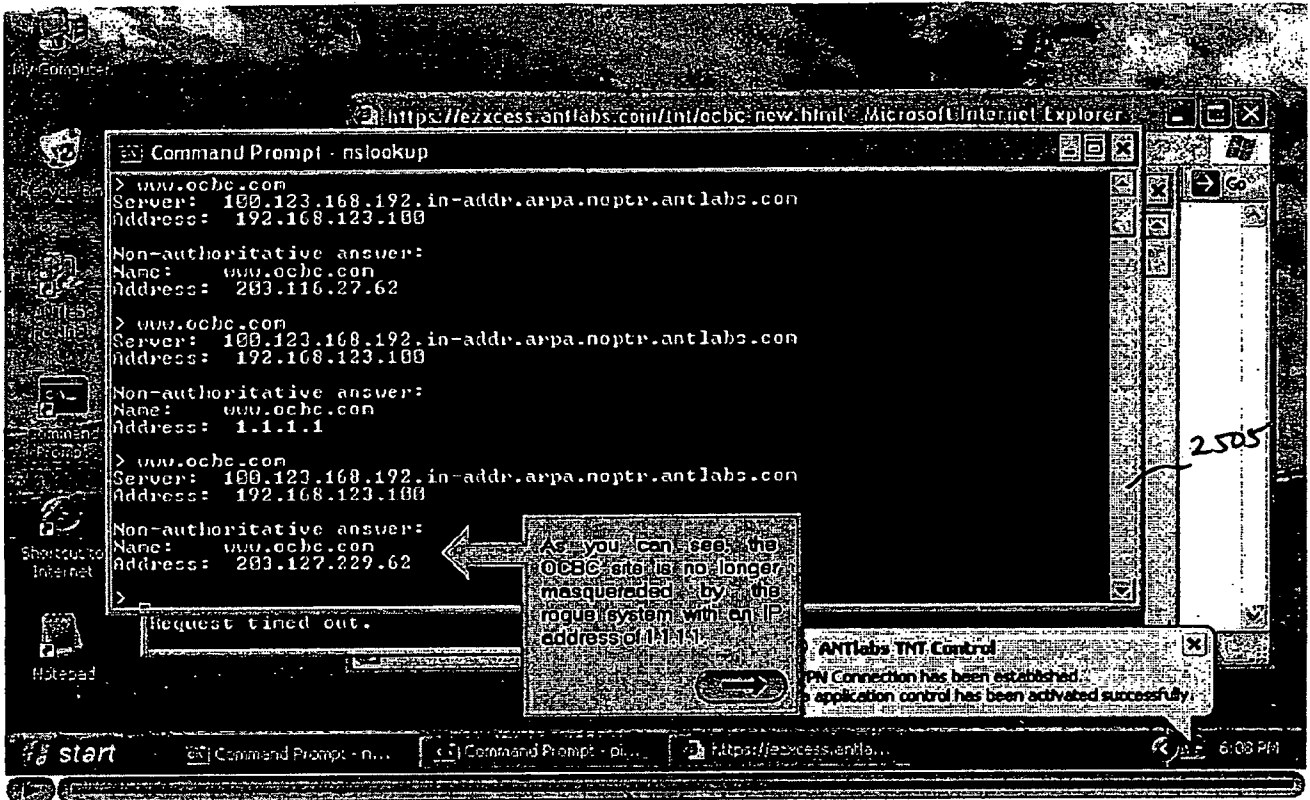 My Computer
https://ezxcess.antlabs.com/tnt/ocbc-new.html - Microsoft Internet Explorer
Command Prompt - nslookup
Go
> www.ocbc.com
Server: 100.123.168.192.in-addr.arpa.noptr.antlabs.com
Address: 192.168.123.100
Non-authoritative answer:
Name: www.ocbc.com
Address: 203.116.27.62
> www.ocbc.com
Server: 100.123.168.192.in-addr.arpa.noptr.antlabs.com
Address: 192.168.123.100
Non-authoritative answer:
Name: www.ocbc.com
Address: 1.1.1.1
> www.ocbc.com
Server: 100.123.168.192.in-addr.arpa.noptr.antlabs.com
Address: 192.168.123.100
Non-authoritative answer:
Name: www.ocbc.com
Address: 203.127.229.62
>
Request timed out.
Recycle Bin
Command
Prompt
Shortcut to
Internet
Notepad
2505
As you can see, the
OCBC site is no longer
masqueraded by the
rogue system with an IP
address of 1.1.1.1.
ANTlabs TNT Control
PN Connection has been established...
application control has been activated successfully.
start
Command Prompt - n...
Command Prompt - pi...
https://ezxcess.antla...
6:08 PM